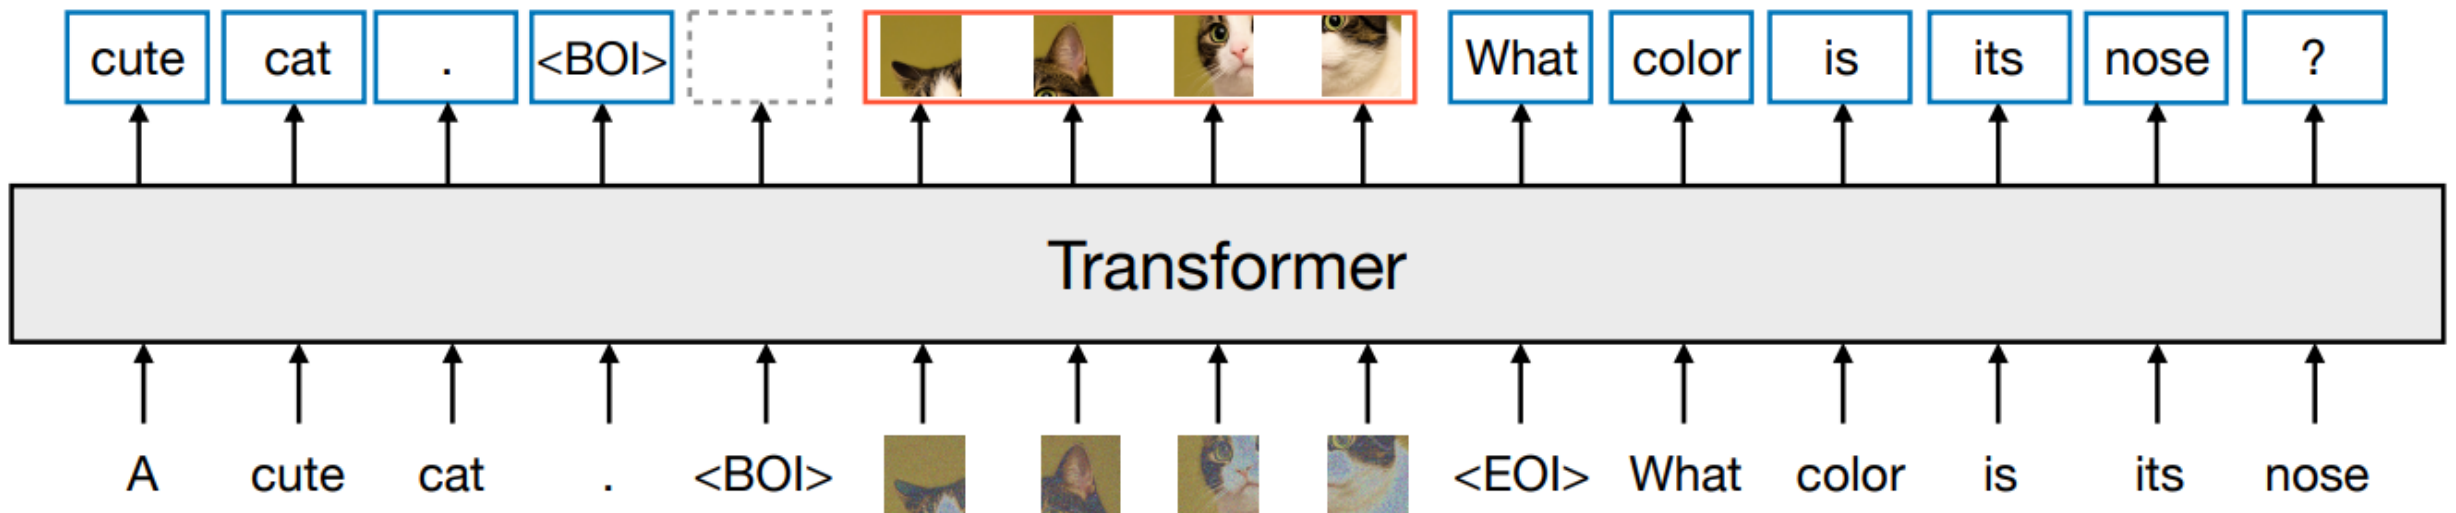 cute cat . <BOI> What color is its nose ?
Transformer
A cute cat . <BOI> <EOI> What color is its nose